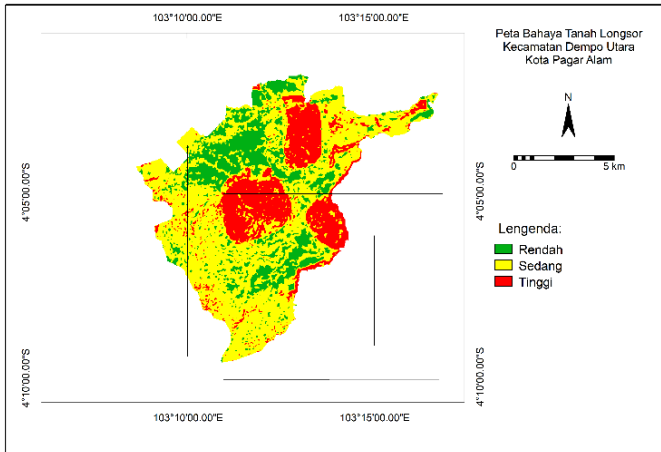 103°10'00.00"E 103°15'00.00"E
Peta Bahaya Tanah Longsor
Kecamatan Dempo Utara
Kota Pagar Alam
N
0 5 km
4°05'00.00"S 4°05'00.00"S
Lengenda:
Rendah
Sedang
Tinggi
4°10'00.00"S 4°10'00.00"S
103°10'00.00"E 103°15'00.00"E